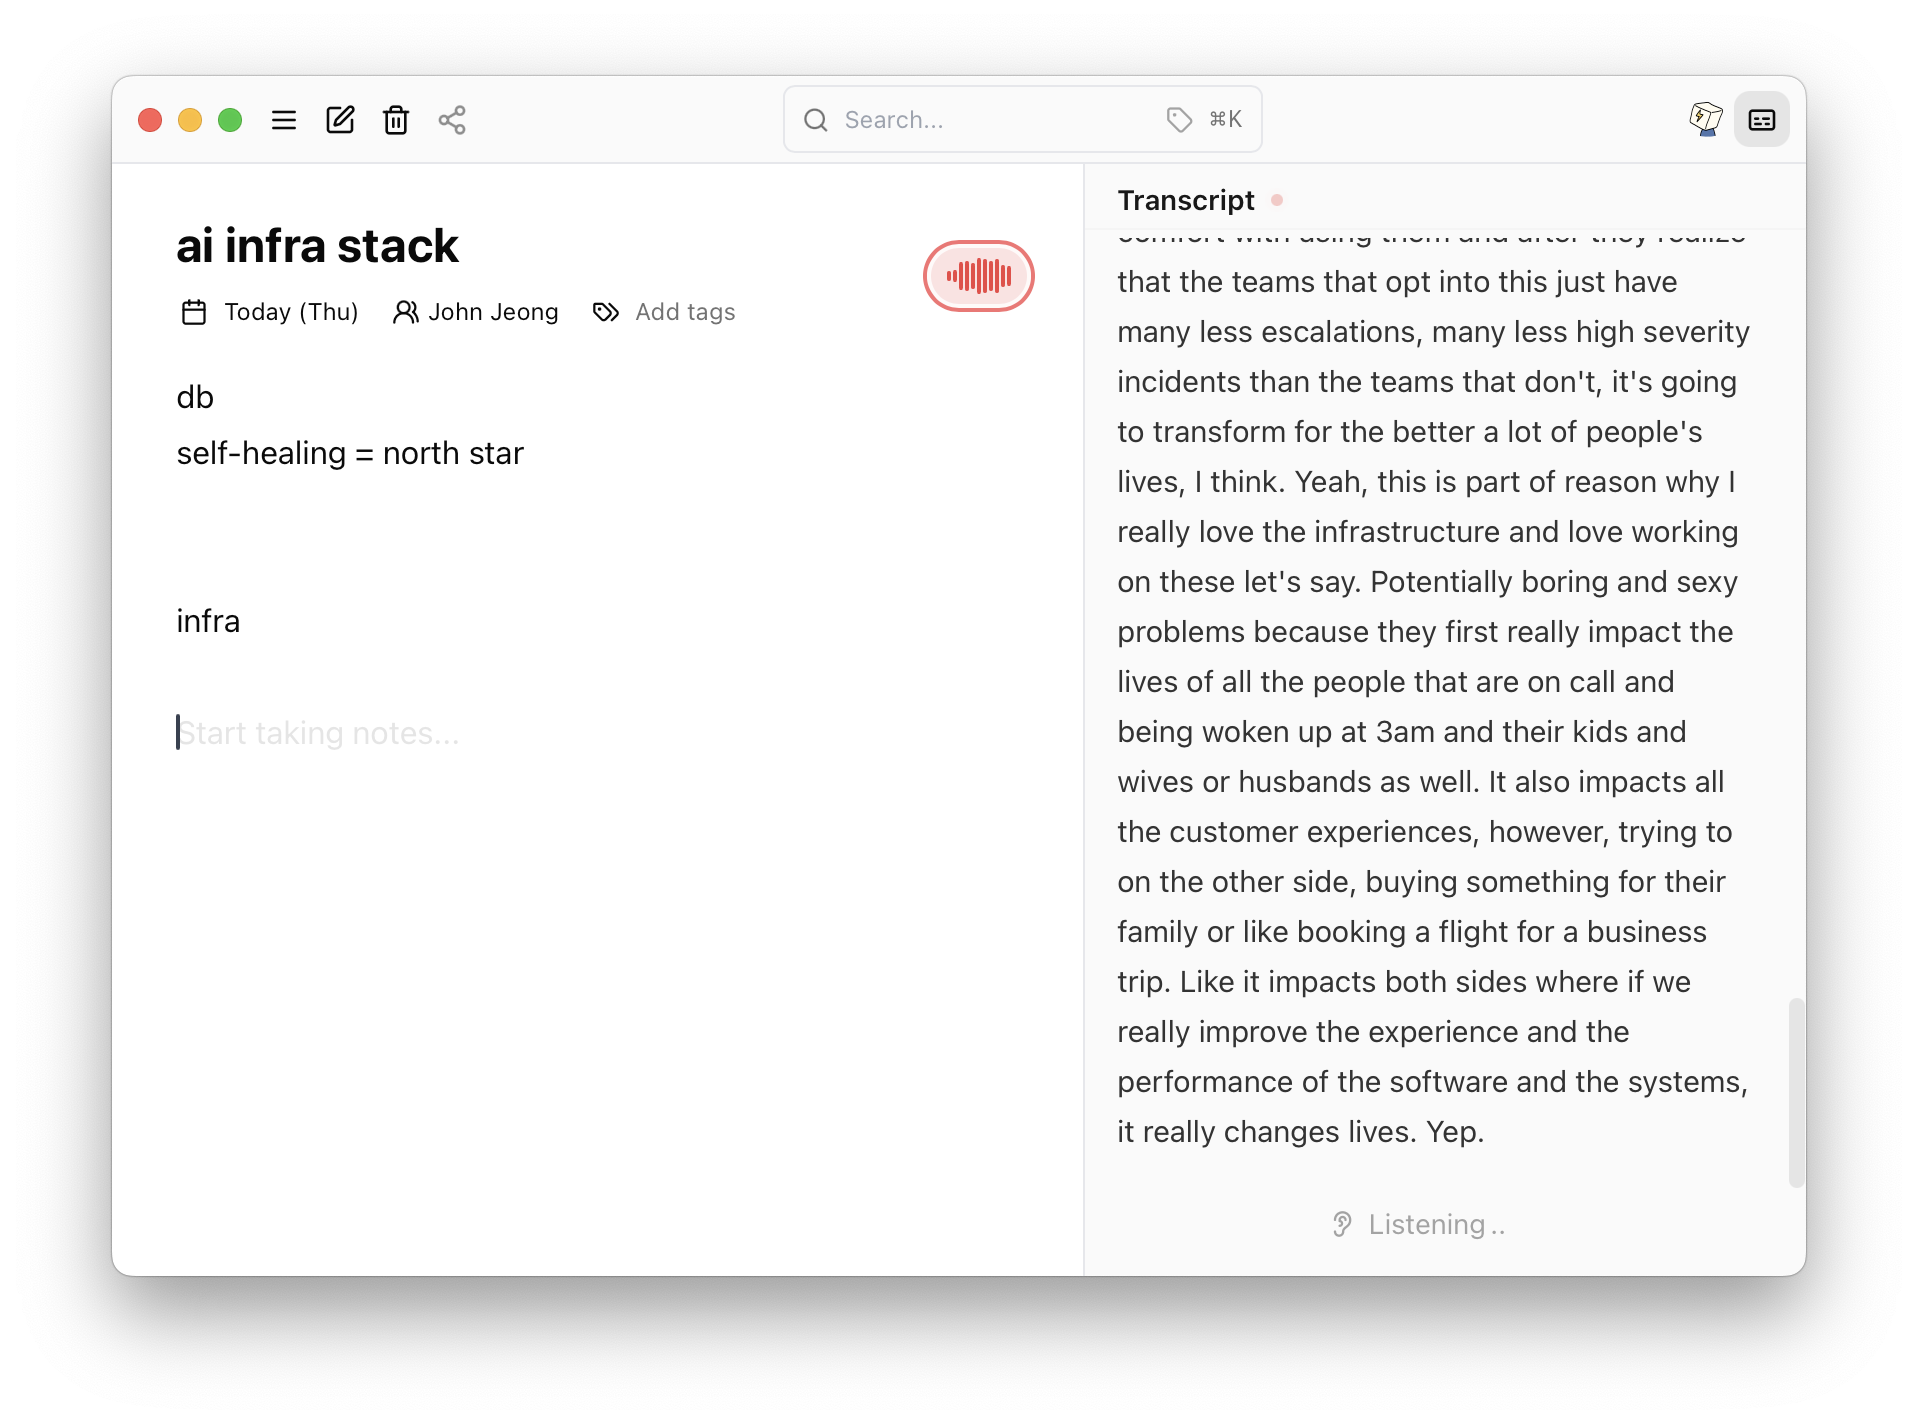 Search...
⌘K
ai infra stack
Today (Thu)
John Jeong
Add tags
db
self-healing = north star
infra
Start taking notes...
Transcript
comfort with using them and after they realize
that the teams that opt into this just have
many less escalations, many less high severity
incidents than the teams that don't, it's going
to transform for the better a lot of people's
lives, I think. Yeah, this is part of reason why I
really love the infrastructure and love working
on these let's say. Potentially boring and sexy
problems because they first really impact the
lives of all the people that are on call and
being woken up at 3am and their kids and
wives or husbands as well. It also impacts all
the customer experiences, however, trying to
on the other side, buying something for their
family or like booking a flight for a business
trip. Like it impacts both sides where if we
really improve the experience and the
performance of the software and the systems,
it really changes lives. Yep.
Listening ..